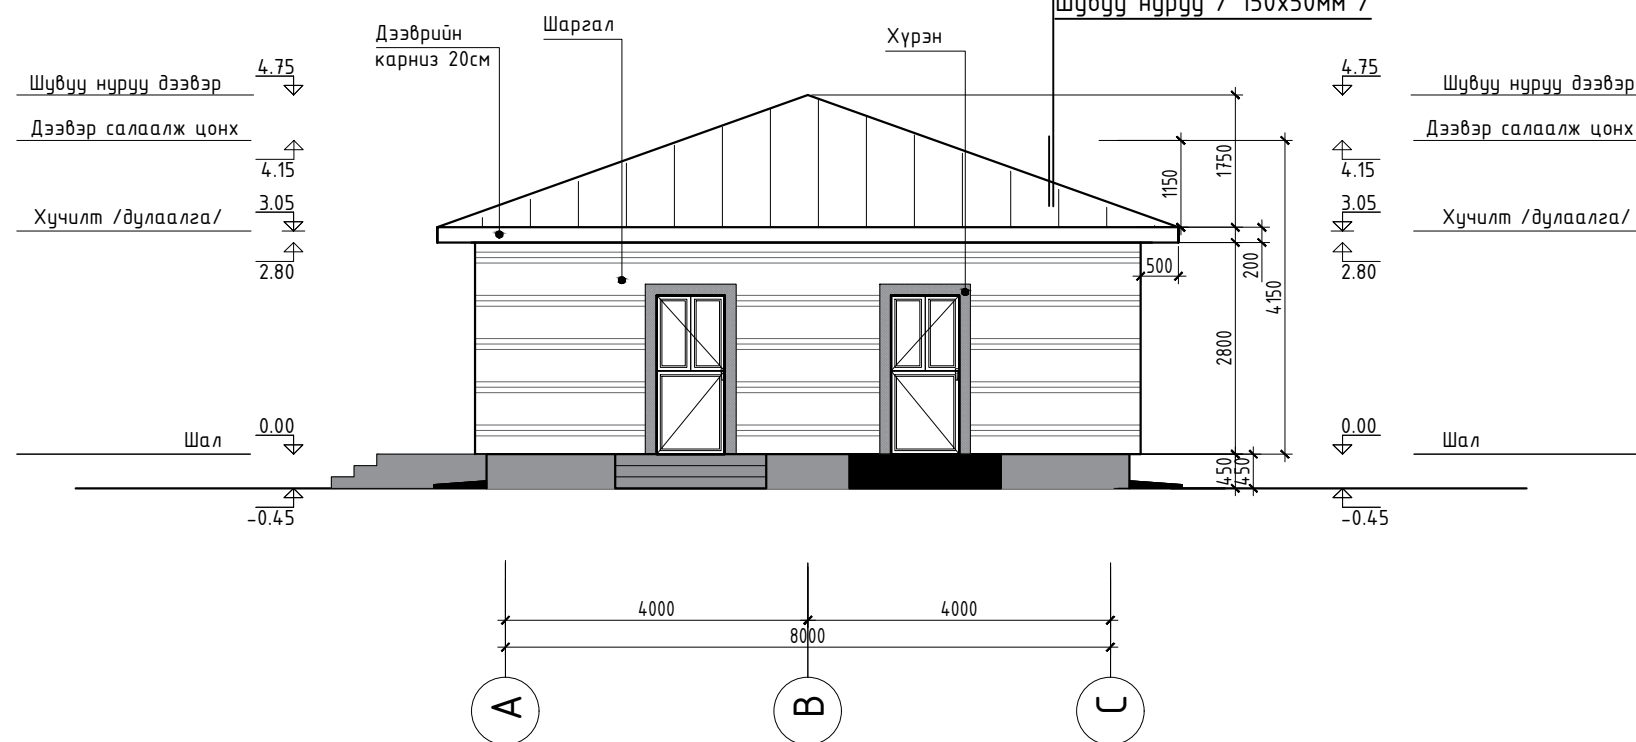 Шувуу нуруу / 150x50мм /
Шаргал
Дээврийн
карниз 20см
Хүрэн
4.75
Шувуу нуруу дээвэр
4.75
Шувуу нуруу дээвэр
Дээвэр салаалж цонх
4.15
Дээвэр салаалж цонх
4.15
1150
1750
3.05
Хучилт /дулаалга/
3.05
Хучилт /дулаалга/
2.80
500
200
2.80
4150
2800
0.00
Шал
0.00
Шал
450
450
-0.45
-0.45
4000
4000
8000
A
B
C